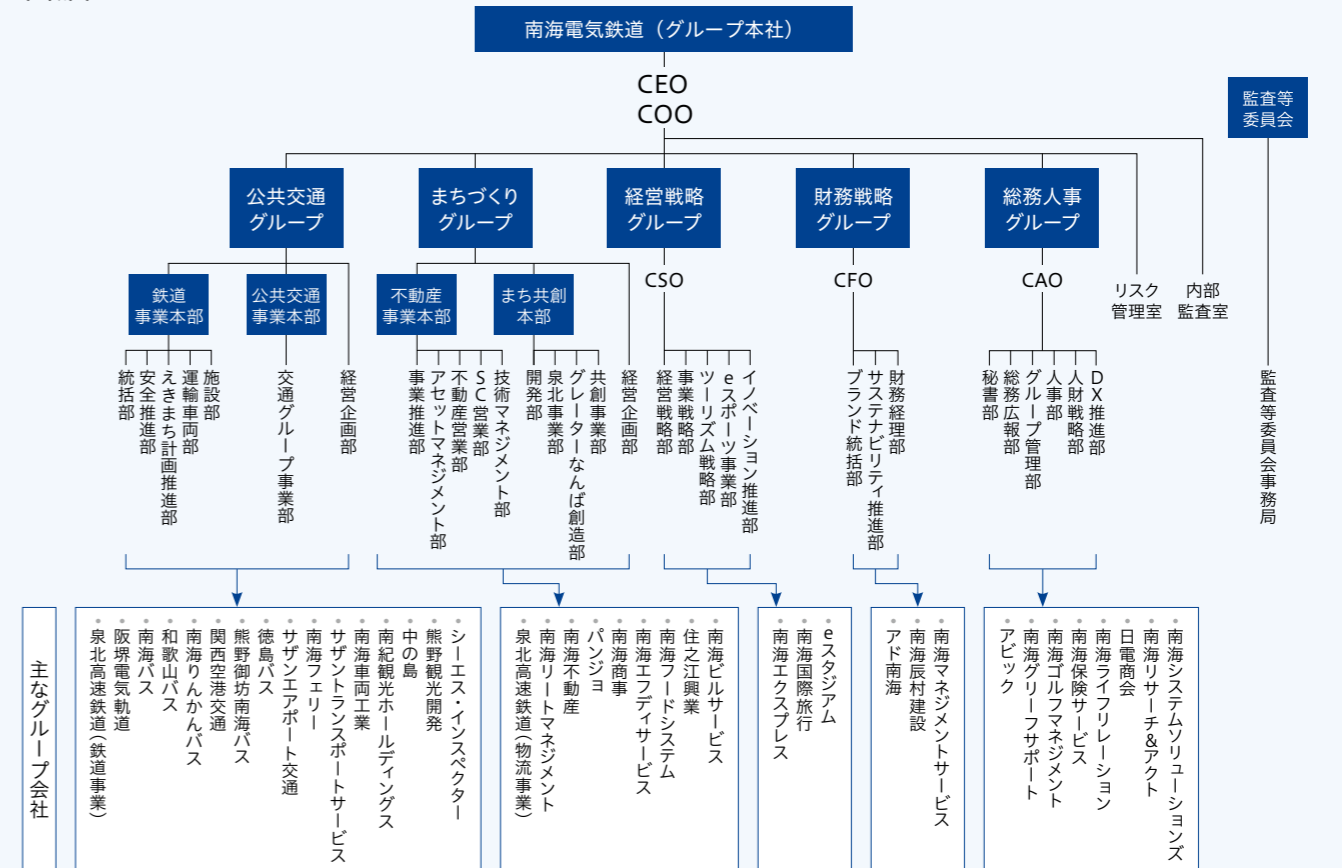 南海電気鉄道（グループ本社）
CEO
COO
監査等
委員会
公共交通
グループ
まちづくり
グループ
経営戦略
グループ
財務戦略
グループ
総務人事
グループ
鉄道
事業本部
公共交通
事業本部
不動産
事業本部
まち共創
本部
CSO
CFO
CAO
リスク
管理室
内部
監査室
統括部
安全推進部
えきまち計画推進部
運輸車両部
施設部
交通グループ事業部
経営企画部
事業推進部
アセットマネジメント部
不動産営業部
SC営業部
技術マネジメント部
開発部
泉北事業部
グレーターなんば創造部
共創事業部
経営企画部
経営戦略部
事業戦略部
ツーリズム戦略部
eスポーツ事業部
イノベーション推進部
ブランド統括部
サステナビリティ推進部
財務経理部
秘書部
総務広報部
グループ管理部
人事部
人財戦略部
DX推進部
監査等委員会事務局
主なグループ会社
• 泉北高速鉄道（鉄道事業）
• 阪堺電気軌道
• 南海バス
• 和歌山バス
• 南海りんかんバス
• 関西空港交通
• 熊野御坊南海バス
• 徳島バス
• サザンエアポート交通
• 南海フェリー
• サザントランスポートサービス
• 南海車両工業
• 南紀観光ホールディングス
• 中の島
• 熊野観光開発
• シーエス・インスペクター
• 泉北高速鉄道（物流事業）
• 南海リートマネジメント
• 南海不動産
• パンジョ
• 南海商事
• 南海エフディサービス
• 南海フードシステム
• 住之江興業
• 南海ビルサービス
• 南海エクスプレス
• 南海国際旅行
• eスタジアム
• アド南海
• 南海辰村建設
• 南海マネジメントサービス
• アビック
• 南海グリーフサポート
• 南海ゴルフマネジメント
• 南海保険サービス
• 南海ライフリレーション
• 日電商会
• 南海リサーチ&アクト
• 南海システムソリューションズ